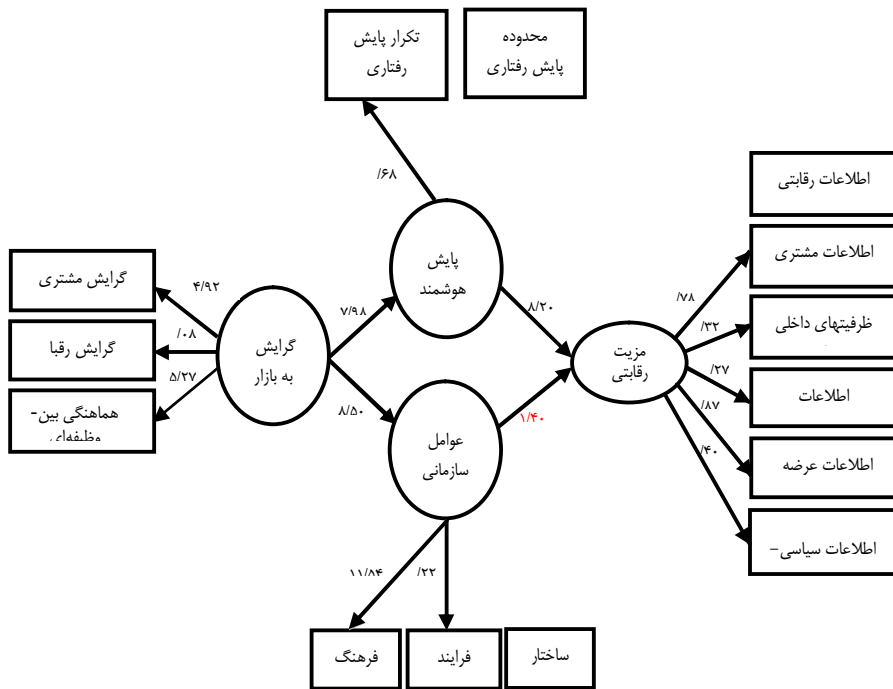 تکرار پایش
رفتاری
محدوده
پایش رفتاری
/۶۸
پایش
هوشمند
گرایش مشتری
گرایش رقبا
هماهنگی بین-
وظیفه‌ای
۴/۹۲
/۰۸
۵/۲۷
گرایش
به بازار
۷/۹۸
۸/۵۰
۸/۲۰
۱/۴۰
عوامل
سازمانی
مزیت
رقابتی
/۷۸
/۳۲
/۲۷
/۸۷
/۴۰
اطلاعات رقابتی
اطلاعات مشتری
ظرفیتهای داخلی
اطلاعات
اطلاعات عرضه
اطلاعات سیاسی-
۱۱/۸۴
/۲۲
فرهنگ
فرایند
ساختار